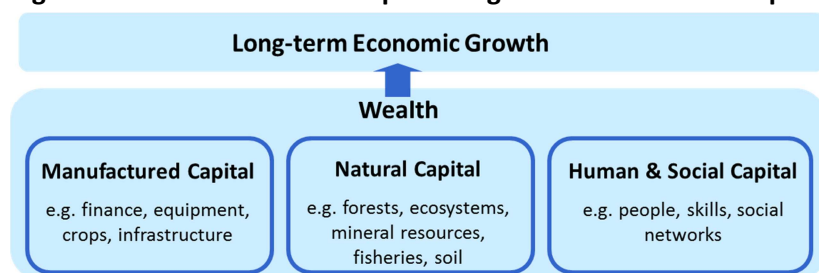 Long-term Economic Growth
Wealth
Manufactured Capital
e.g. finance, equipment,
crops, infrastructure
Natural Capital
e.g. forests, ecosystems,
mineral resources,
fisheries, soil
Human & Social Capital
e.g. people, skills, social
networks